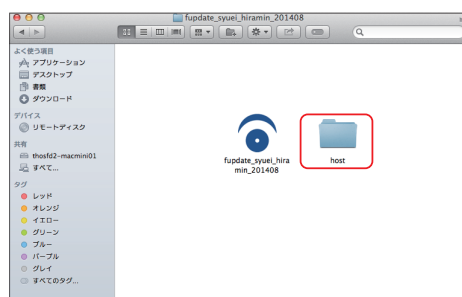 fupdate_syuei_hiramin_201408
よく使う項目
アプリケーション
デスクトップ
書類
ダウンロード
デバイス
リモートディスク
共有
thosfd2-macmini01
すべて...
タグ
レッド
オレンジ
イエロー
グリーン
ブルー
パープル
グレイ
すべてのタグ...
fupdate_syuei_hira
min_201408
host